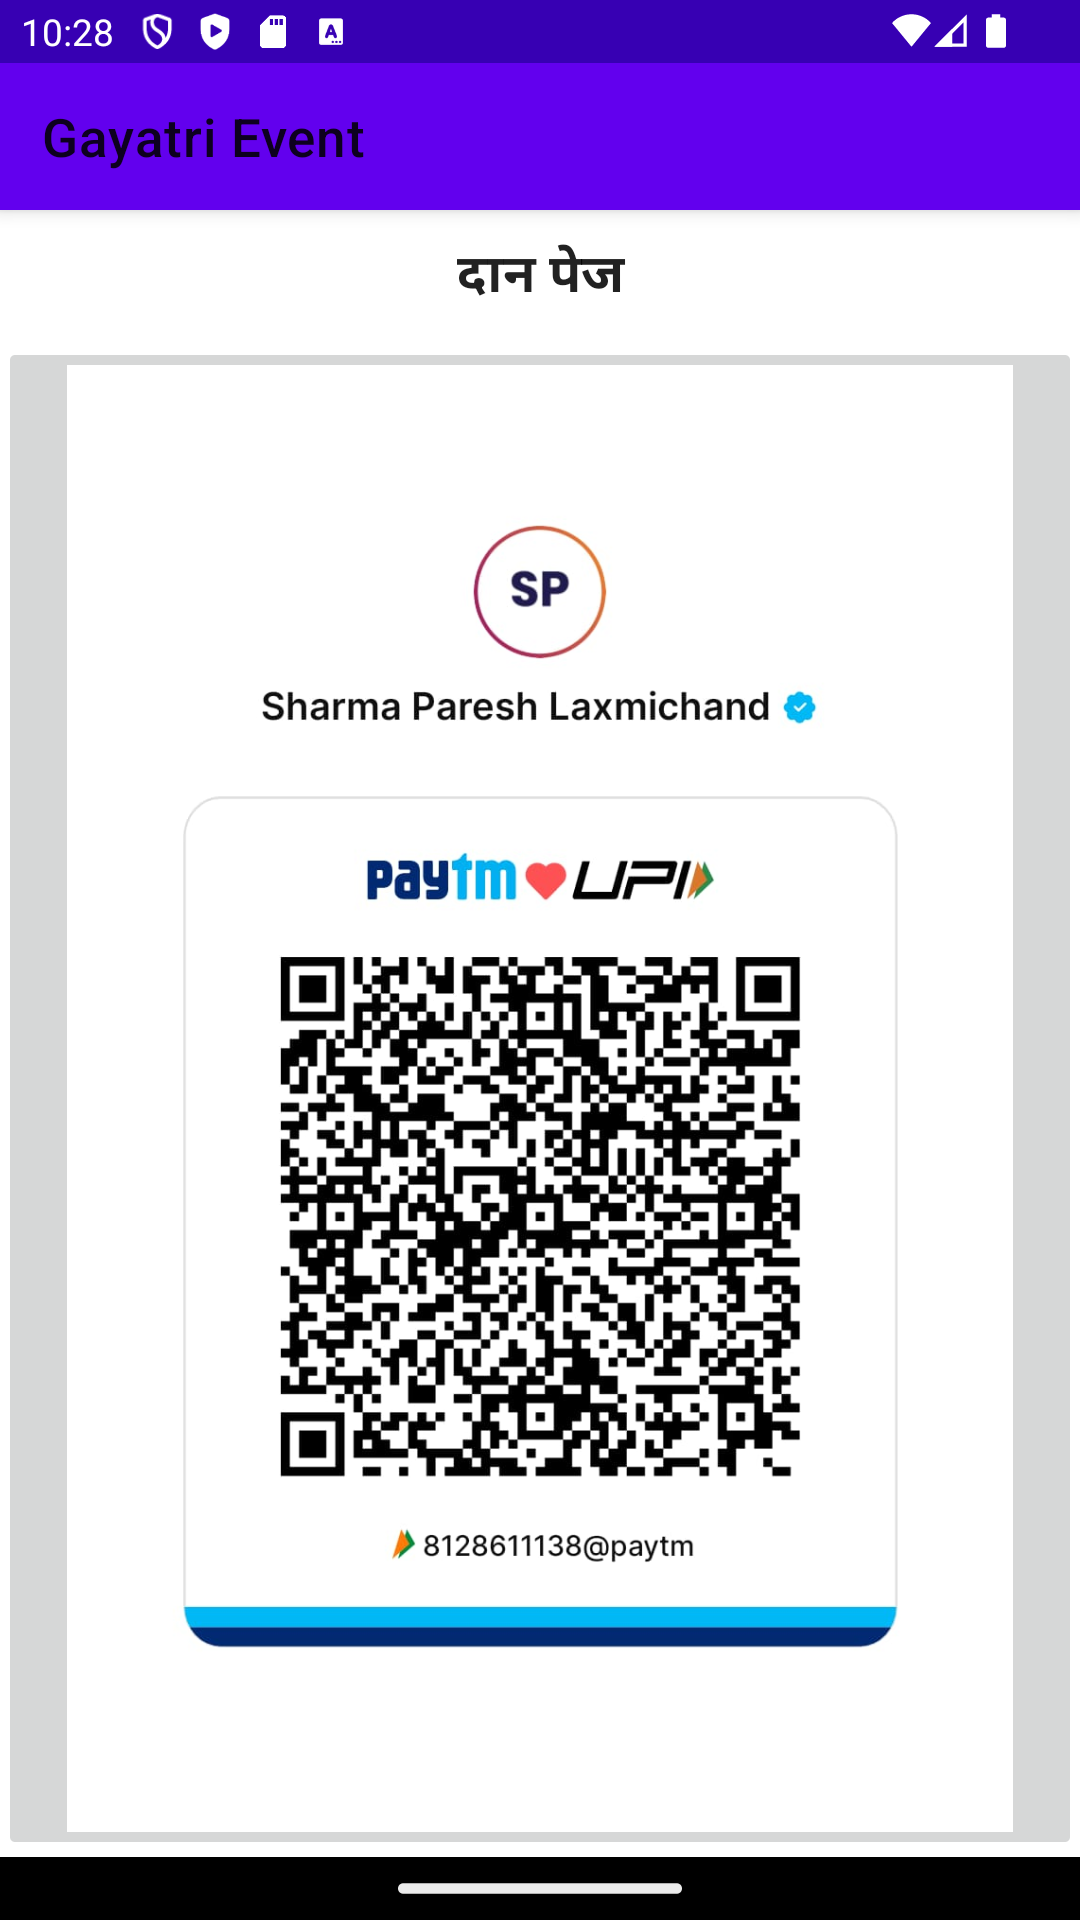 10:28
Gayatri Event
दान पेज
SP
Sharma Paresh Laxmichand
paytm UPI
8128611138@paytm